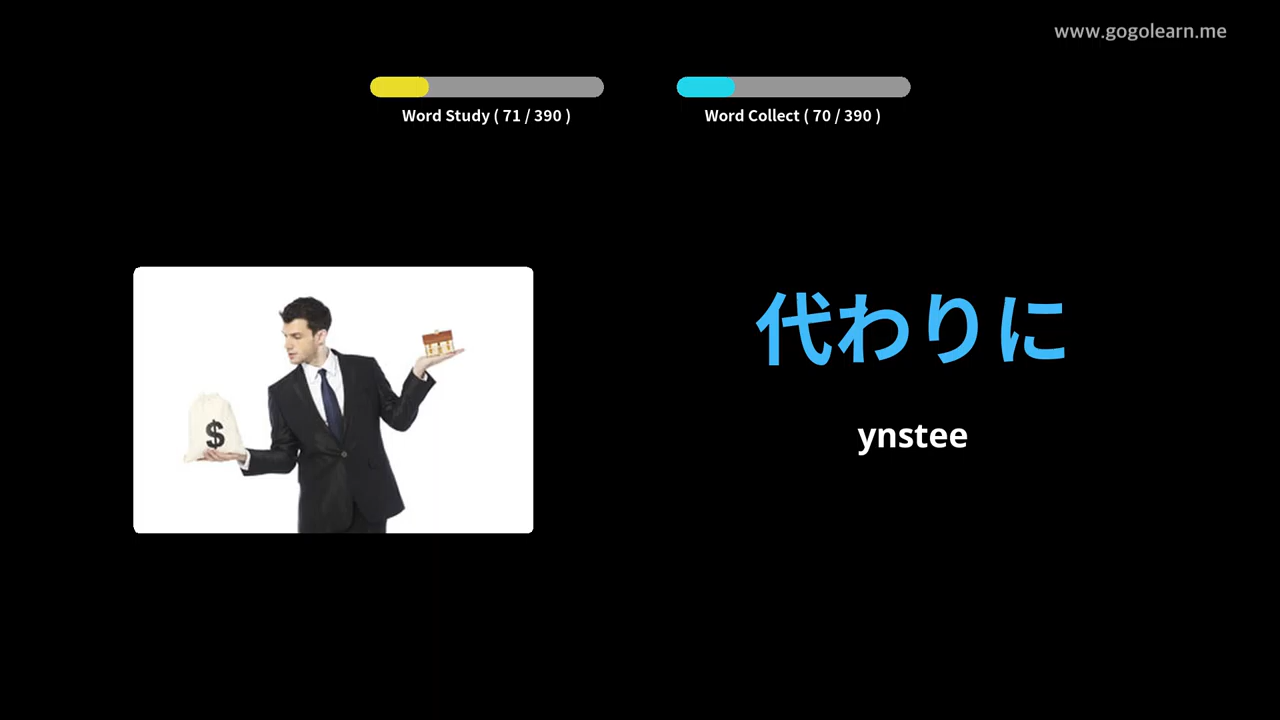 www.gogolearn.me
Word Study ( 71 / 390 )
Word Collect ( 70 / 390 )
代わりに
ynstee
$